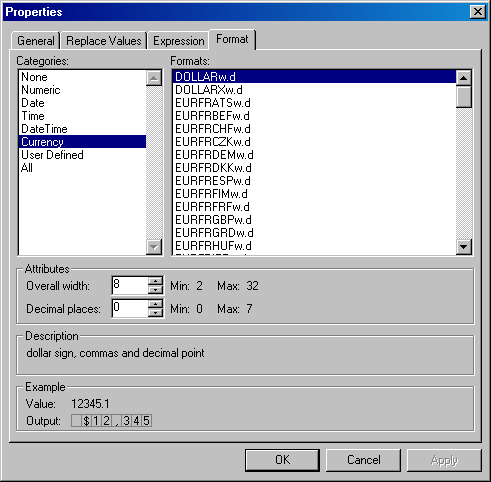 Properties
General Replace Values Expression Format
Categories:
None
Numeric
Date
Time
DateTime
Currency
User Defined
All
Formats:
DOLLARw.d
DOLLARXw.d
EURFRATSw.d
EURFRBEFw.d
EURFRCHFw.d
EURFRCZKw.d
EURFRDEMw.d
EURFRDKKw.d
EURFRESPw.d
EURFRFIMw.d
EURFRFRFw.d
EURFRGBPw.d
EURFRGRDw.d
EURFRHUFw.d
Attributes
Overall width: 8 Min: 2 Max: 32
Decimal places: 0 Min: 0 Max: 7
Description
dollar sign, commas and decimal point
Example
Value: 12345.1
Output: $12,345
OK Cancel Apply